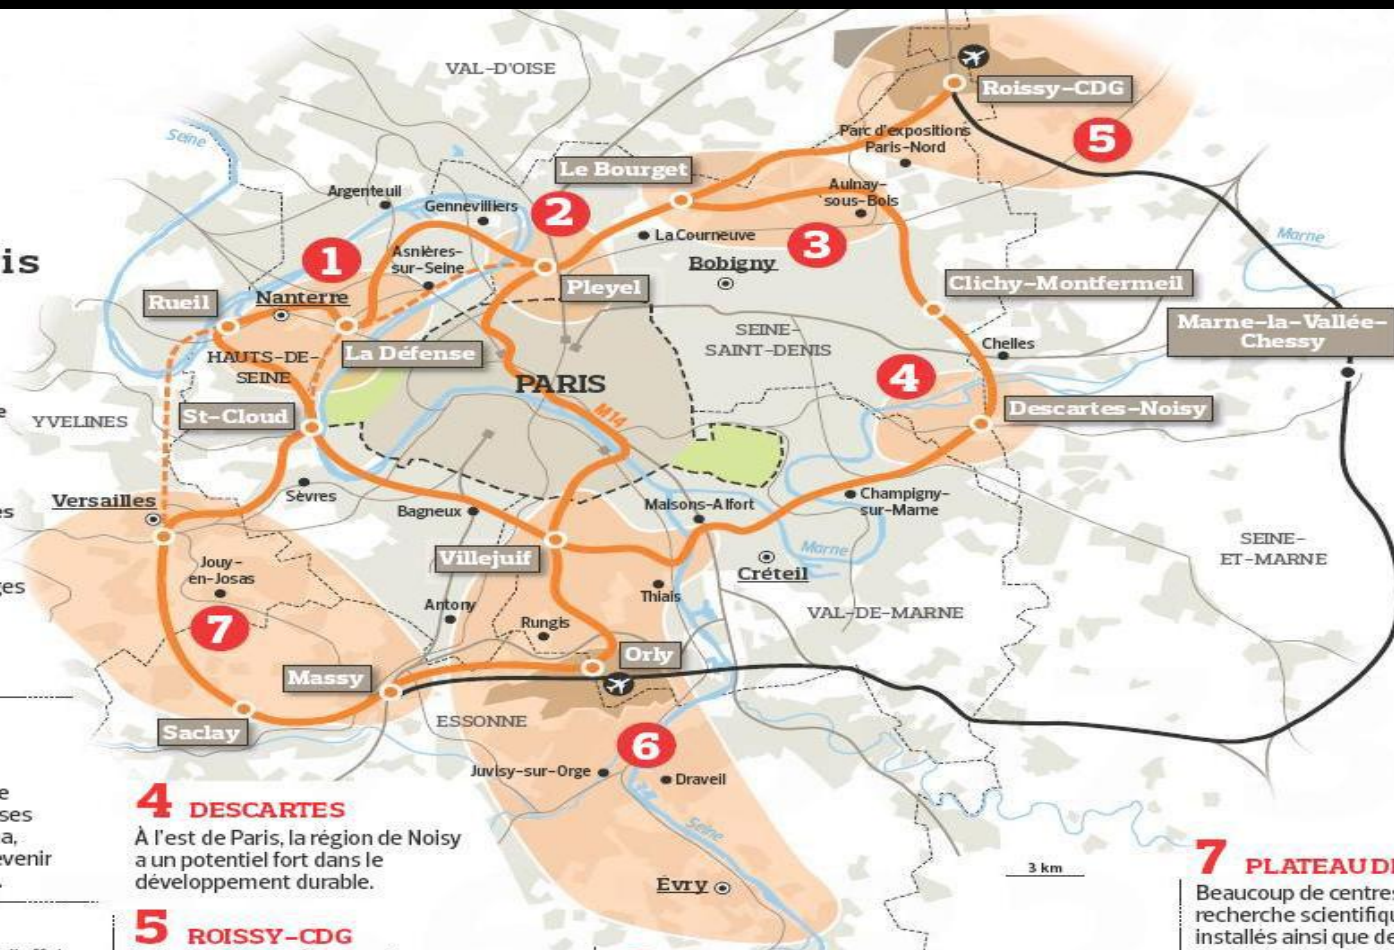 VAL-D'OISE
Roissy-CDG
Seine
Parc d'expositions
Paris-Nord
5
Le Bourget
Argenteuil
Gennevilliers
2
Aulnay-
sous-Bois
La Courneuve
3
Marne
is
1
Asnières-
sur-Seine
Bobigny
Rueil
Nanterre
Pleyel
Clichy-Montfermeil
Marne-la-Vallée-
Chessy
SEINE-
SAINT-DENIS
Chelles
HAUTS-DE-
SEINE
La Défense
4
PARIS
YVELINES
St-Cloud
M14
Descartes-Noisy
Versailles
Sèvres
Bagneux
Maisons-Alfort
Champigny-
sur-Marne
es
Villejuif
Marne
SEINE-
ET-MARNE
Jouy-
en-Josas
Créteil
ges
Antony
Thiais
VAL-DE-MARNE
7
Rungis
Orly
Massy
Saclay
ESSONNE
6
Juvisy-sur-Orge
Draveil
Seine
Évry
3 km
e
ses
a,
evenir
4 DESCARTES
À l'est de Paris, la région de Noisy
a un potentiel fort dans le
développement durable.
5 ROISSY-CDG
7 PLATEAU DE
Beaucoup de centres
recherche scientifiqu
installés ainsi que de